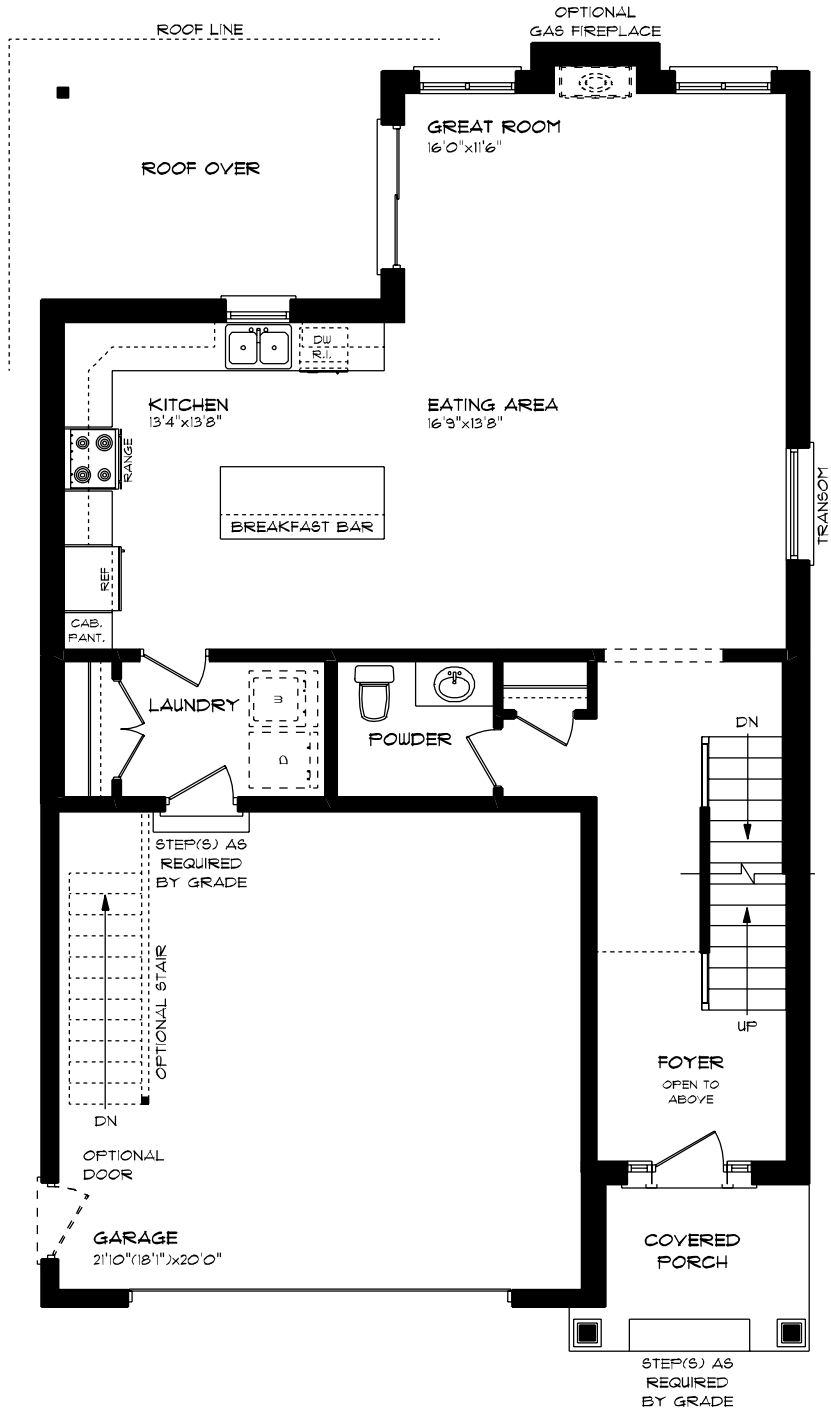 ROOF LINE
OPTIONAL
GAS FIREPLACE
GREAT ROOM
16'0"x11'6"
ROOF OVER
DW
R.I.
KITCHEN
13'4"x13'8"
EATING AREA
16'9"x13'8"
RANGE
TRANSOM
BREAKFAST BAR
REF
CAB.
PANT.
LAUNDRY
W
D
POWDER
DN
STEP(S) AS
REQUIRED
BY GRADE
OPTIONAL STAIR
UP
FOYER
OPEN TO
ABOVE
DN
OPTIONAL
DOOR
GARAGE
21'10"(18'1")x20'0"
COVERED
PORCH
STEP(S) AS
REQUIRED
BY GRADE